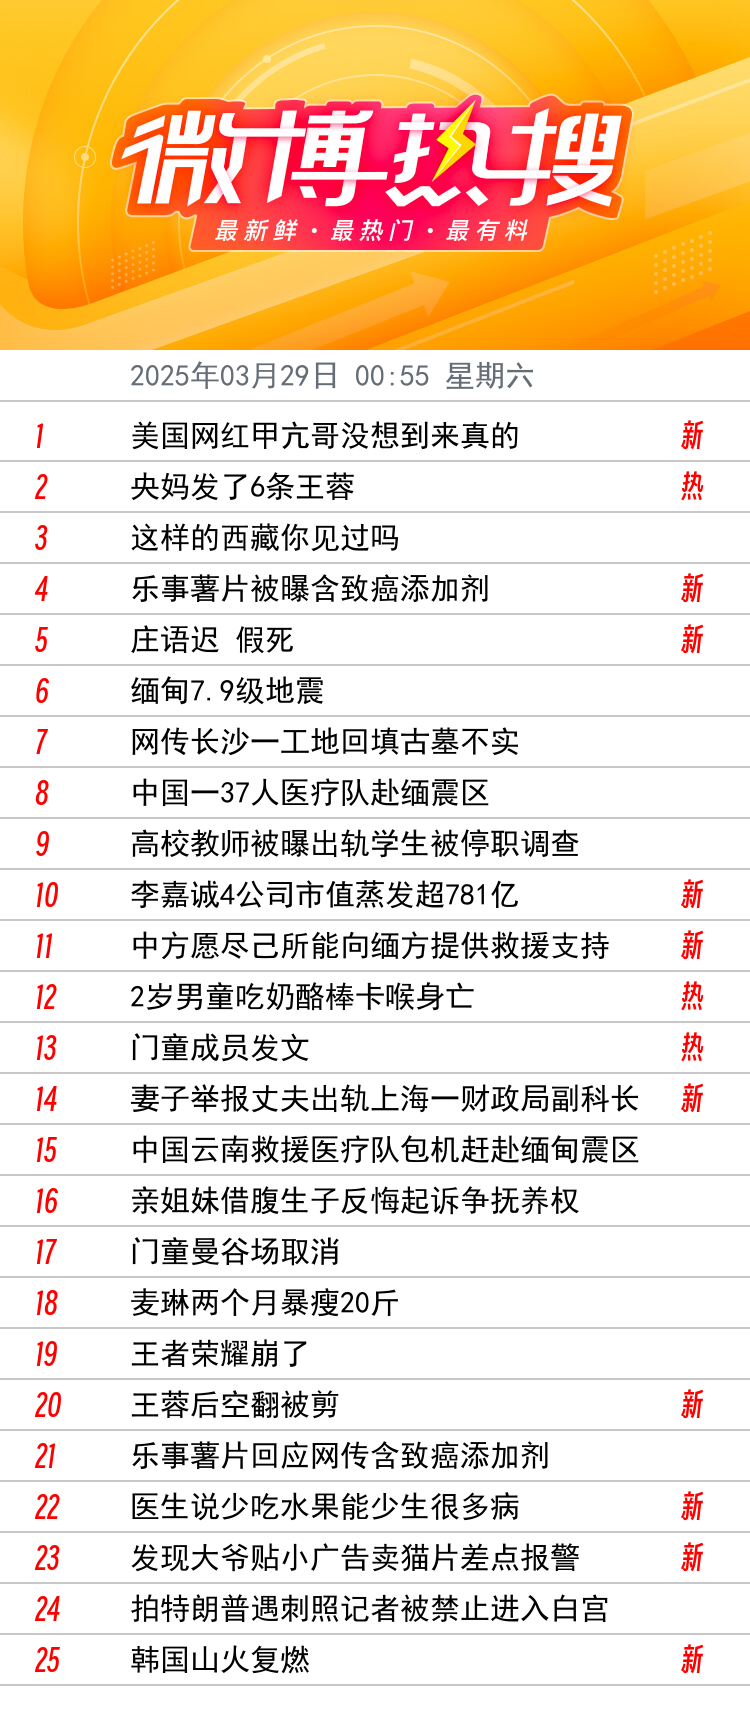 微博热搜
最新鲜·最热门·最有料
2025年03月29日 00:55 星期六
1 美国网红甲亢哥没想到来真的 新
2 央妈发了6条王蓉 热
3 这样的西藏你见过吗
4 乐事薯片被曝含致癌添加剂 新
5 庄语迟 假死 新
6 缅甸7.9级地震
7 网传长沙一工地回填古墓不实
8 中国一37人医疗队赴缅震区
9 高校教师被曝出轨学生被停职调查
10 李嘉诚4公司市值蒸发超781亿 新
11 中方愿尽己所能向缅方提供救援支持 新
12 2岁男童吃奶酪棒卡喉身亡 热
13 门童成员发文 热
14 妻子举报丈夫出轨上海一财政局副科长 新
15 中国云南救援医疗队包机赶赴缅甸震区
16 亲姐妹借腹生子反悔起诉争抚养权
17 门童曼谷场取消
18 麦琳两个月暴瘦20斤
19 王者荣耀崩了
20 王蓉后空翻被剪 新
21 乐事薯片回应网传含致癌添加剂
22 医生说少吃水果能少生很多病 新
23 发现大爷贴小广告卖猫片差点报警 新
24 拍特朗普遇刺照记者被禁止进入白宫
25 韩国山火复燃 新